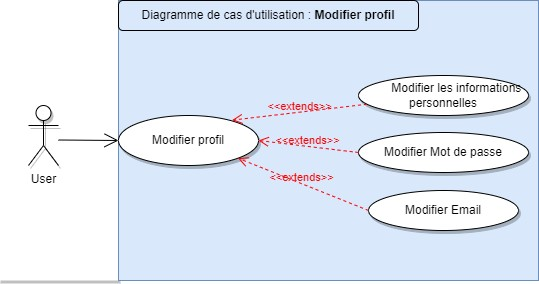 Diagramme de cas d'utilisation : Modifier profil
Modifier les informations
personnelles
<<extends>>
Modifier profil
<<extends>>
Modifier Mot de passe
User
<<extends>>
Modifier Email